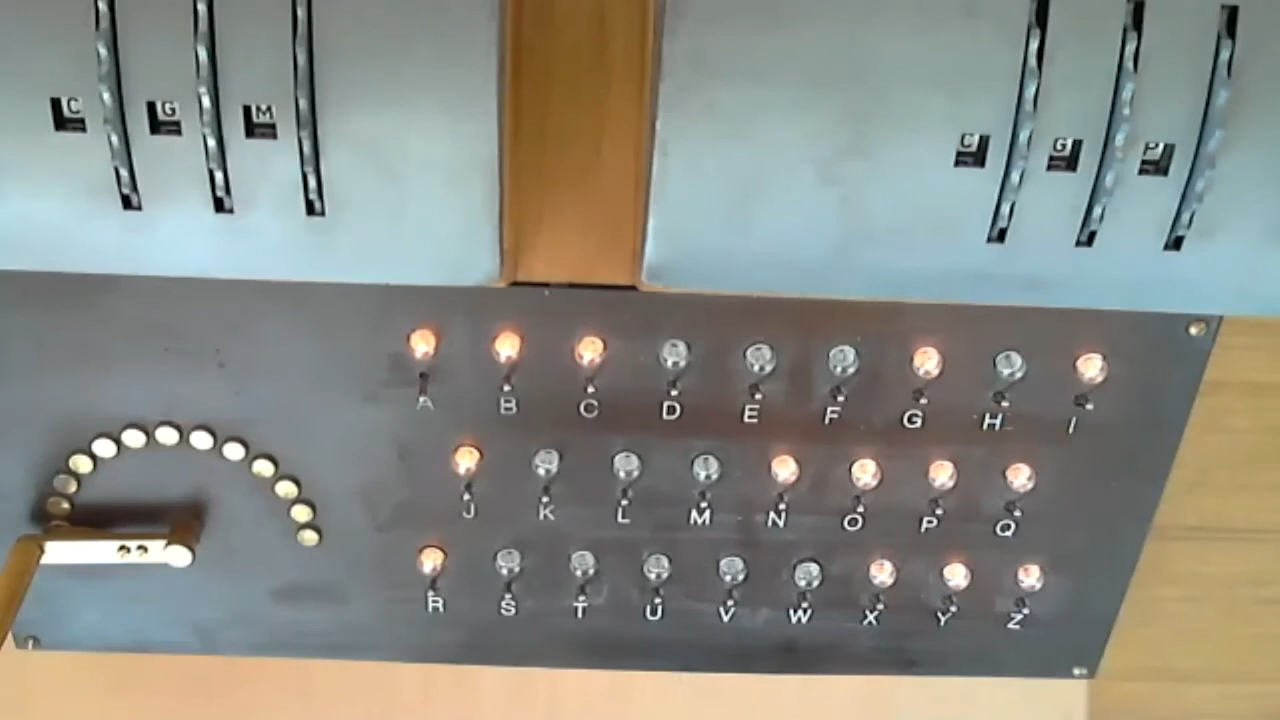 C G M
C G P
A B C D E F G H I
J K L M N O P Q
R S T U V W X Y Z